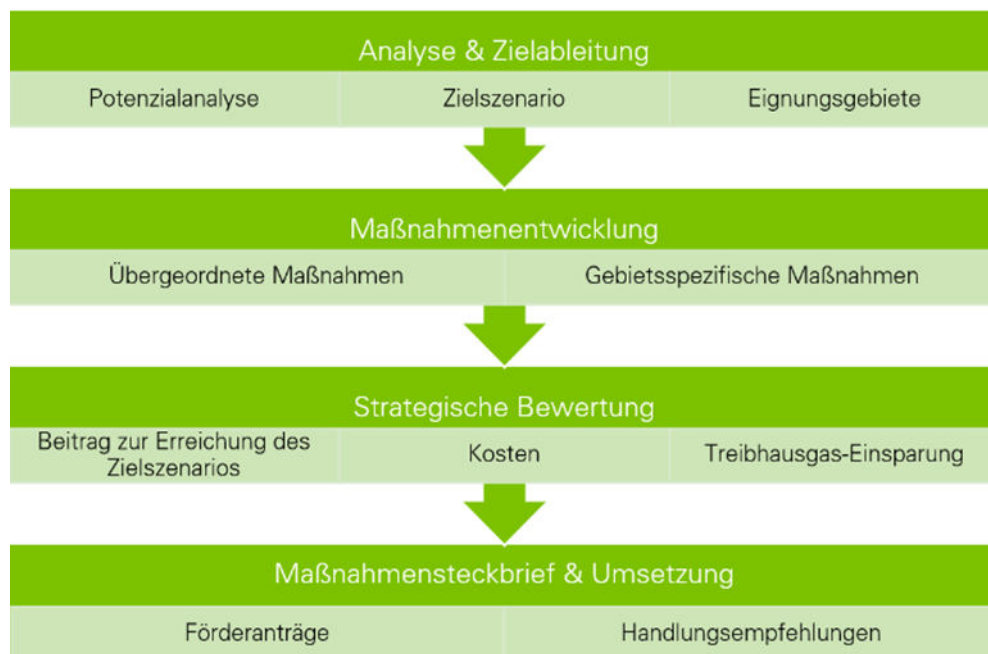 Analyse & Zielableitung
Potenzialanalyse
Zielszenario
Eignungsgebiete
Maßnahmenentwicklung
Übergeordnete Maßnahmen
Gebietsspezifische Maßnahmen
Strategische Bewertung
Beitrag zur Erreichung des
Zielszenarios
Kosten
Treibhausgas-Einsparung
Maßnahmensteckbrief & Umsetzung
Förderanträge
Handlungsempfehlungen